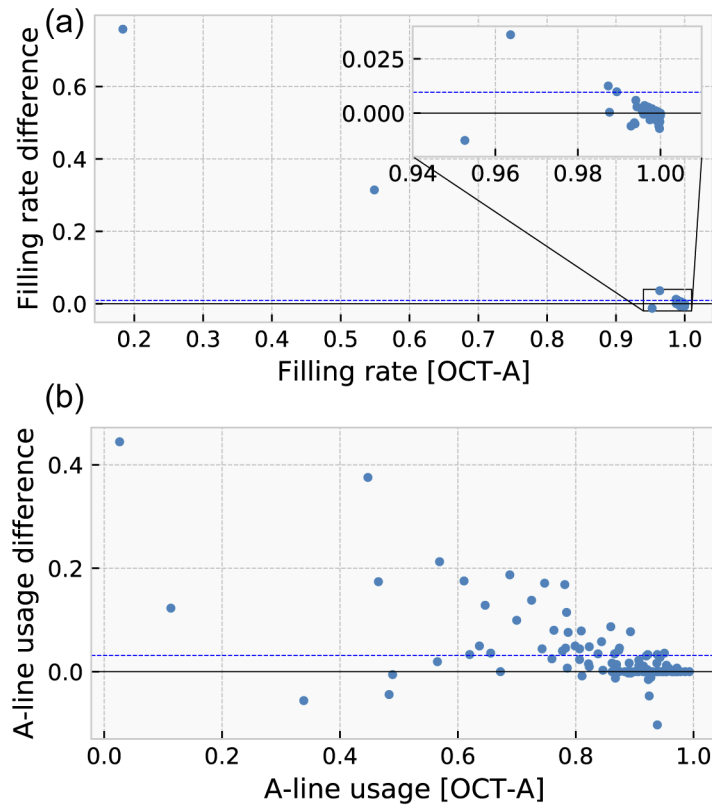 (a)
Filling rate difference
0.6
0.4
0.2
0.0
0.025
0.000
0.94 0.96 0.98 1.00
0.2 0.3 0.4 0.5 0.6 0.7 0.8 0.9 1.0
Filling rate [OCT-A]
(b)
A-line usage difference
0.4
0.2
0.0
0.0 0.2 0.4 0.6 0.8 1.0
A-line usage [OCT-A]